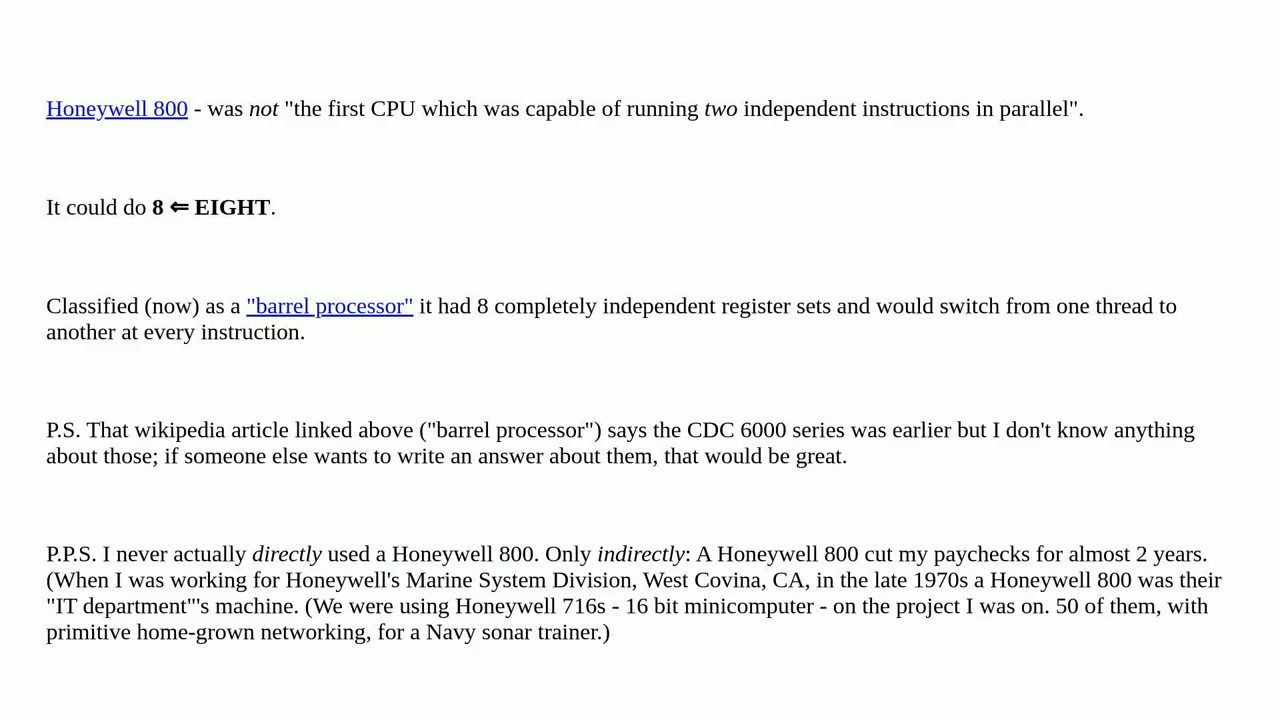 Honeywell 800 - was not "the first CPU which was capable of running two independent instructions in parallel".
It could do 8 ⇐ EIGHT.
Classified (now) as a "barrel processor" it had 8 completely independent register sets and would switch from one thread to
another at every instruction.
P.S. That wikipedia article linked above ("barrel processor") says the CDC 6000 series was earlier but I don't know anything
about those; if someone else wants to write an answer about them, that would be great.
P.P.S. I never actually directly used a Honeywell 800. Only indirectly: A Honeywell 800 cut my paychecks for almost 2 years.
(When I was working for Honeywell's Marine System Division, West Covina, CA, in the late 1970s a Honeywell 800 was their
"IT department"'s machine. (We were using Honeywell 716s - 16 bit minicomputer - on the project I was on. 50 of them, with
primitive home-grown networking, for a Navy sonar trainer.)